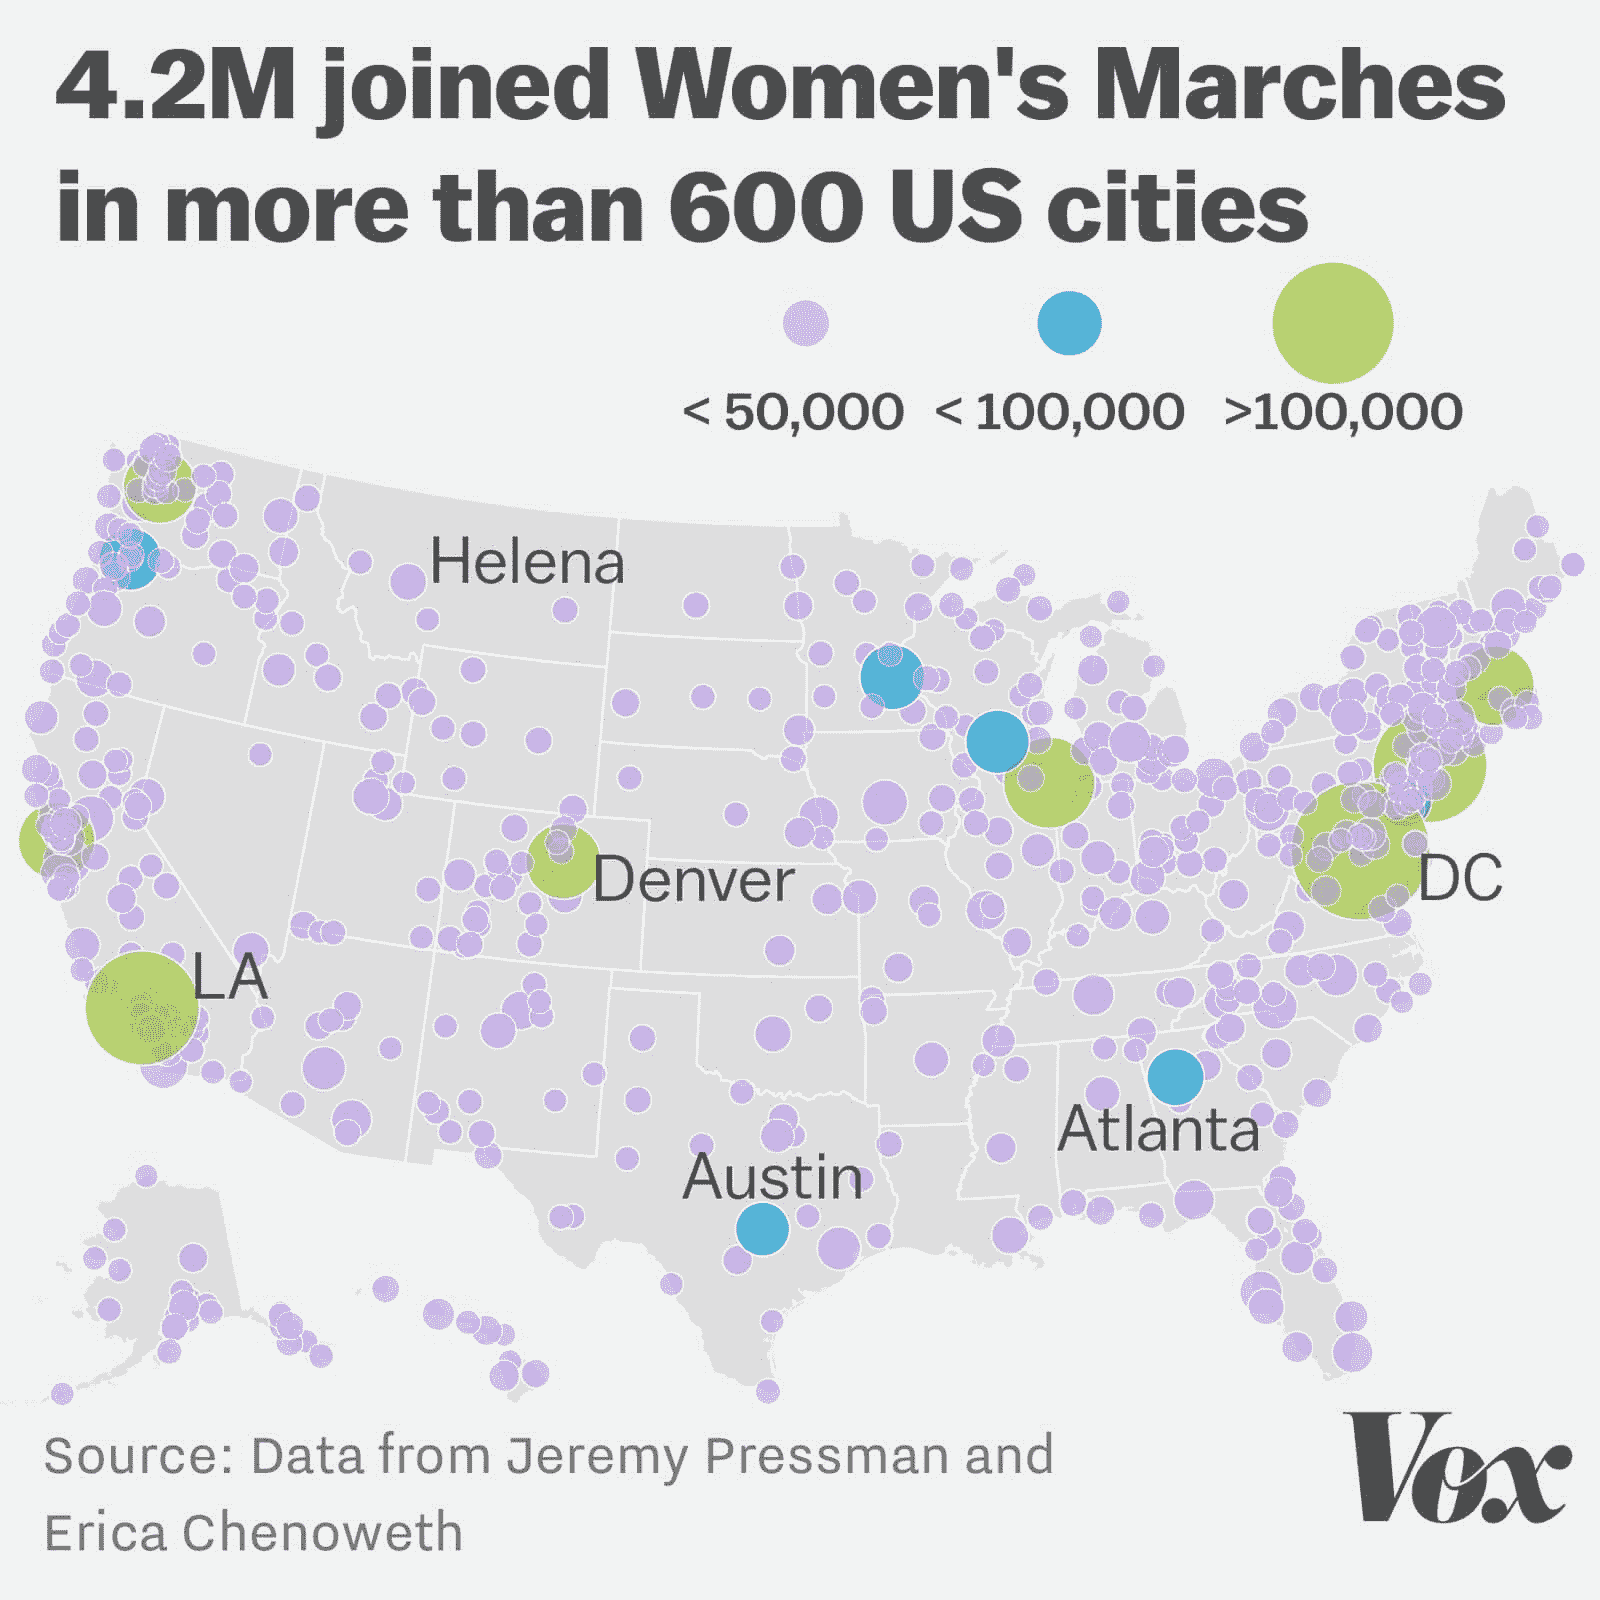 4.2M joined Women's Marches
in more than 600 US cities
< 50,000
< 100,000
>100,000
Helena
Denver
DC
LA
Atlanta
Austin
Source: Data from Jeremy Pressman and
Erica Chenoweth
Vox